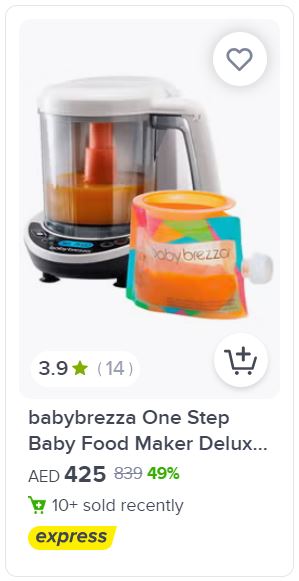 babybrezza
baby brezza
3.9 ★ (14)
babybrezza One Step
Baby Food Maker Delux...
AED 425 839 49%
10+ sold recently
express